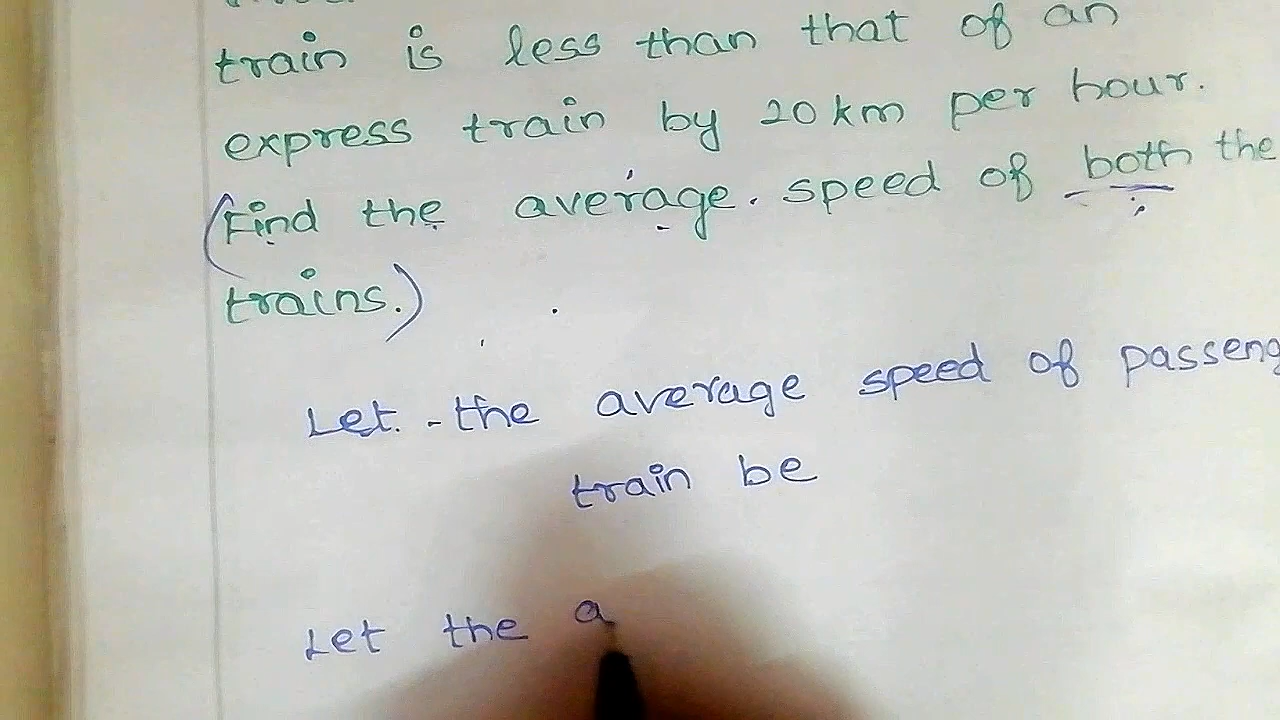 train is less than that of an
express train by 20 km per hour.
(Find the average. speed of both the
trains.)
Let. the average speed of passeng
train be
Let the a